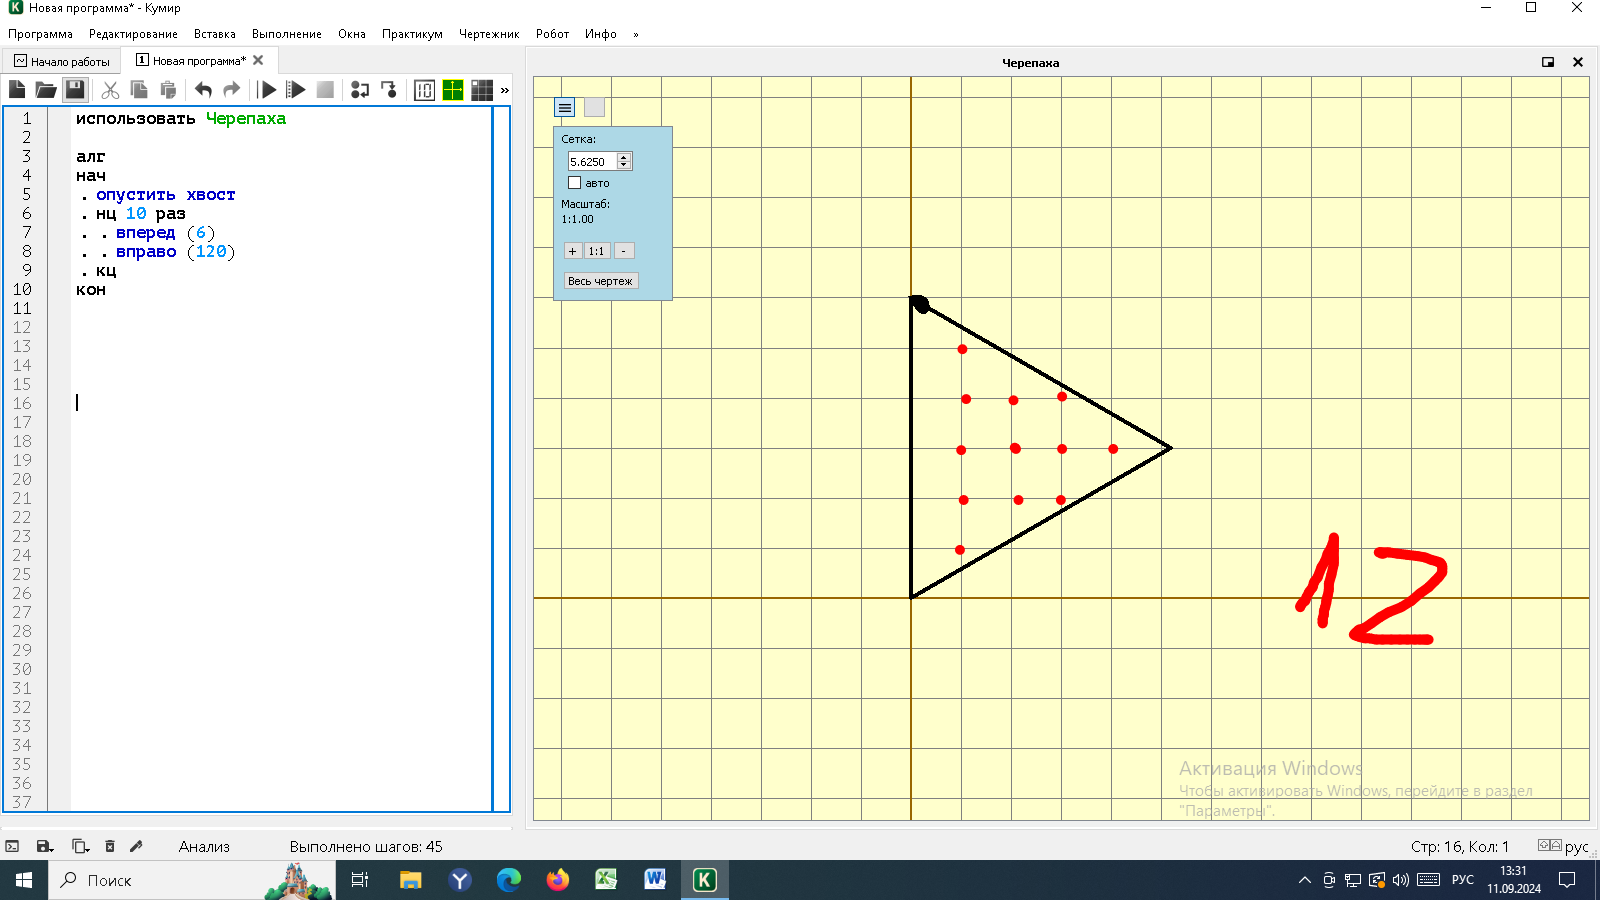 Новая программа* - Кумир
Программа Редактирование Вставка Выполнение Окна Практикум Чертежник Робот Инфо »
Начало работы
1 Новая программа*
»
1 использовать Черепаха
2
3 алг
4 нач
5 . опустить хвост
6 . нц 10 раз
7 . . вперед (6)
8 . . вправо (120)
9 . кц
10 кон
11
12
13
14
15
16
17
18
19
20
21
22
23
24
25
26
27
28
29
30
31
32
33
34
35
36
37
Черепаха
Сетка:
5.6250
авто
Масштаб:
1:1.00
+ 1:1 -
Весь чертеж
12
Активация Windows
Чтобы активировать Windows, перейдите в раздел
"Параметры".
Анализ Выполнено шагов: 45 Стр: 16, Кол: 1 рус
Поиск
РУС
13:31
11.09.2024